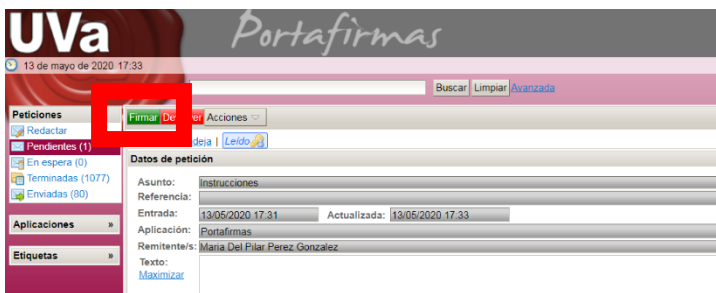 UVa
Portafirmas
13 de mayo de 2020 17:33
Buscar Limpiar Avanzada
Peticiones
Redactar
Pendientes (1)
En espera (0)
Terminadas (1077)
Enviadas (80)
Aplicaciones »
Etiquetas »
Firmar Acciones
Leído
Datos de petición
Asunto: Instrucciones
Referencia:
Entrada: 13/05/2020 17:31 Actualizada: 13/05/2020 17:33
Aplicación: Portafirmas
Remitente/s: Maria Del Pilar Perez Gonzalez
Texto:
Maximizar